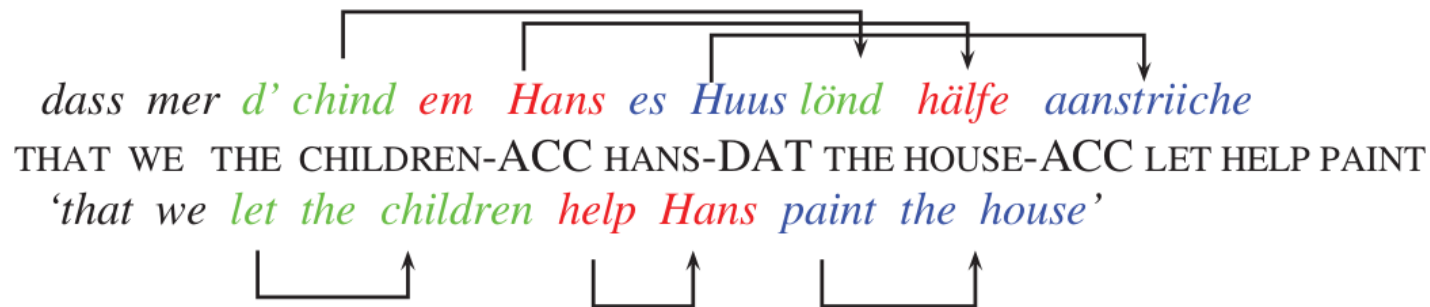 dass mer d' chind em Hans es Huus lönd hälfe aanstriiche
THAT WE THE CHILDREN-ACC HANS-DAT THE HOUSE-ACC LET HELP PAINT
‘that we let the children help Hans paint the house’